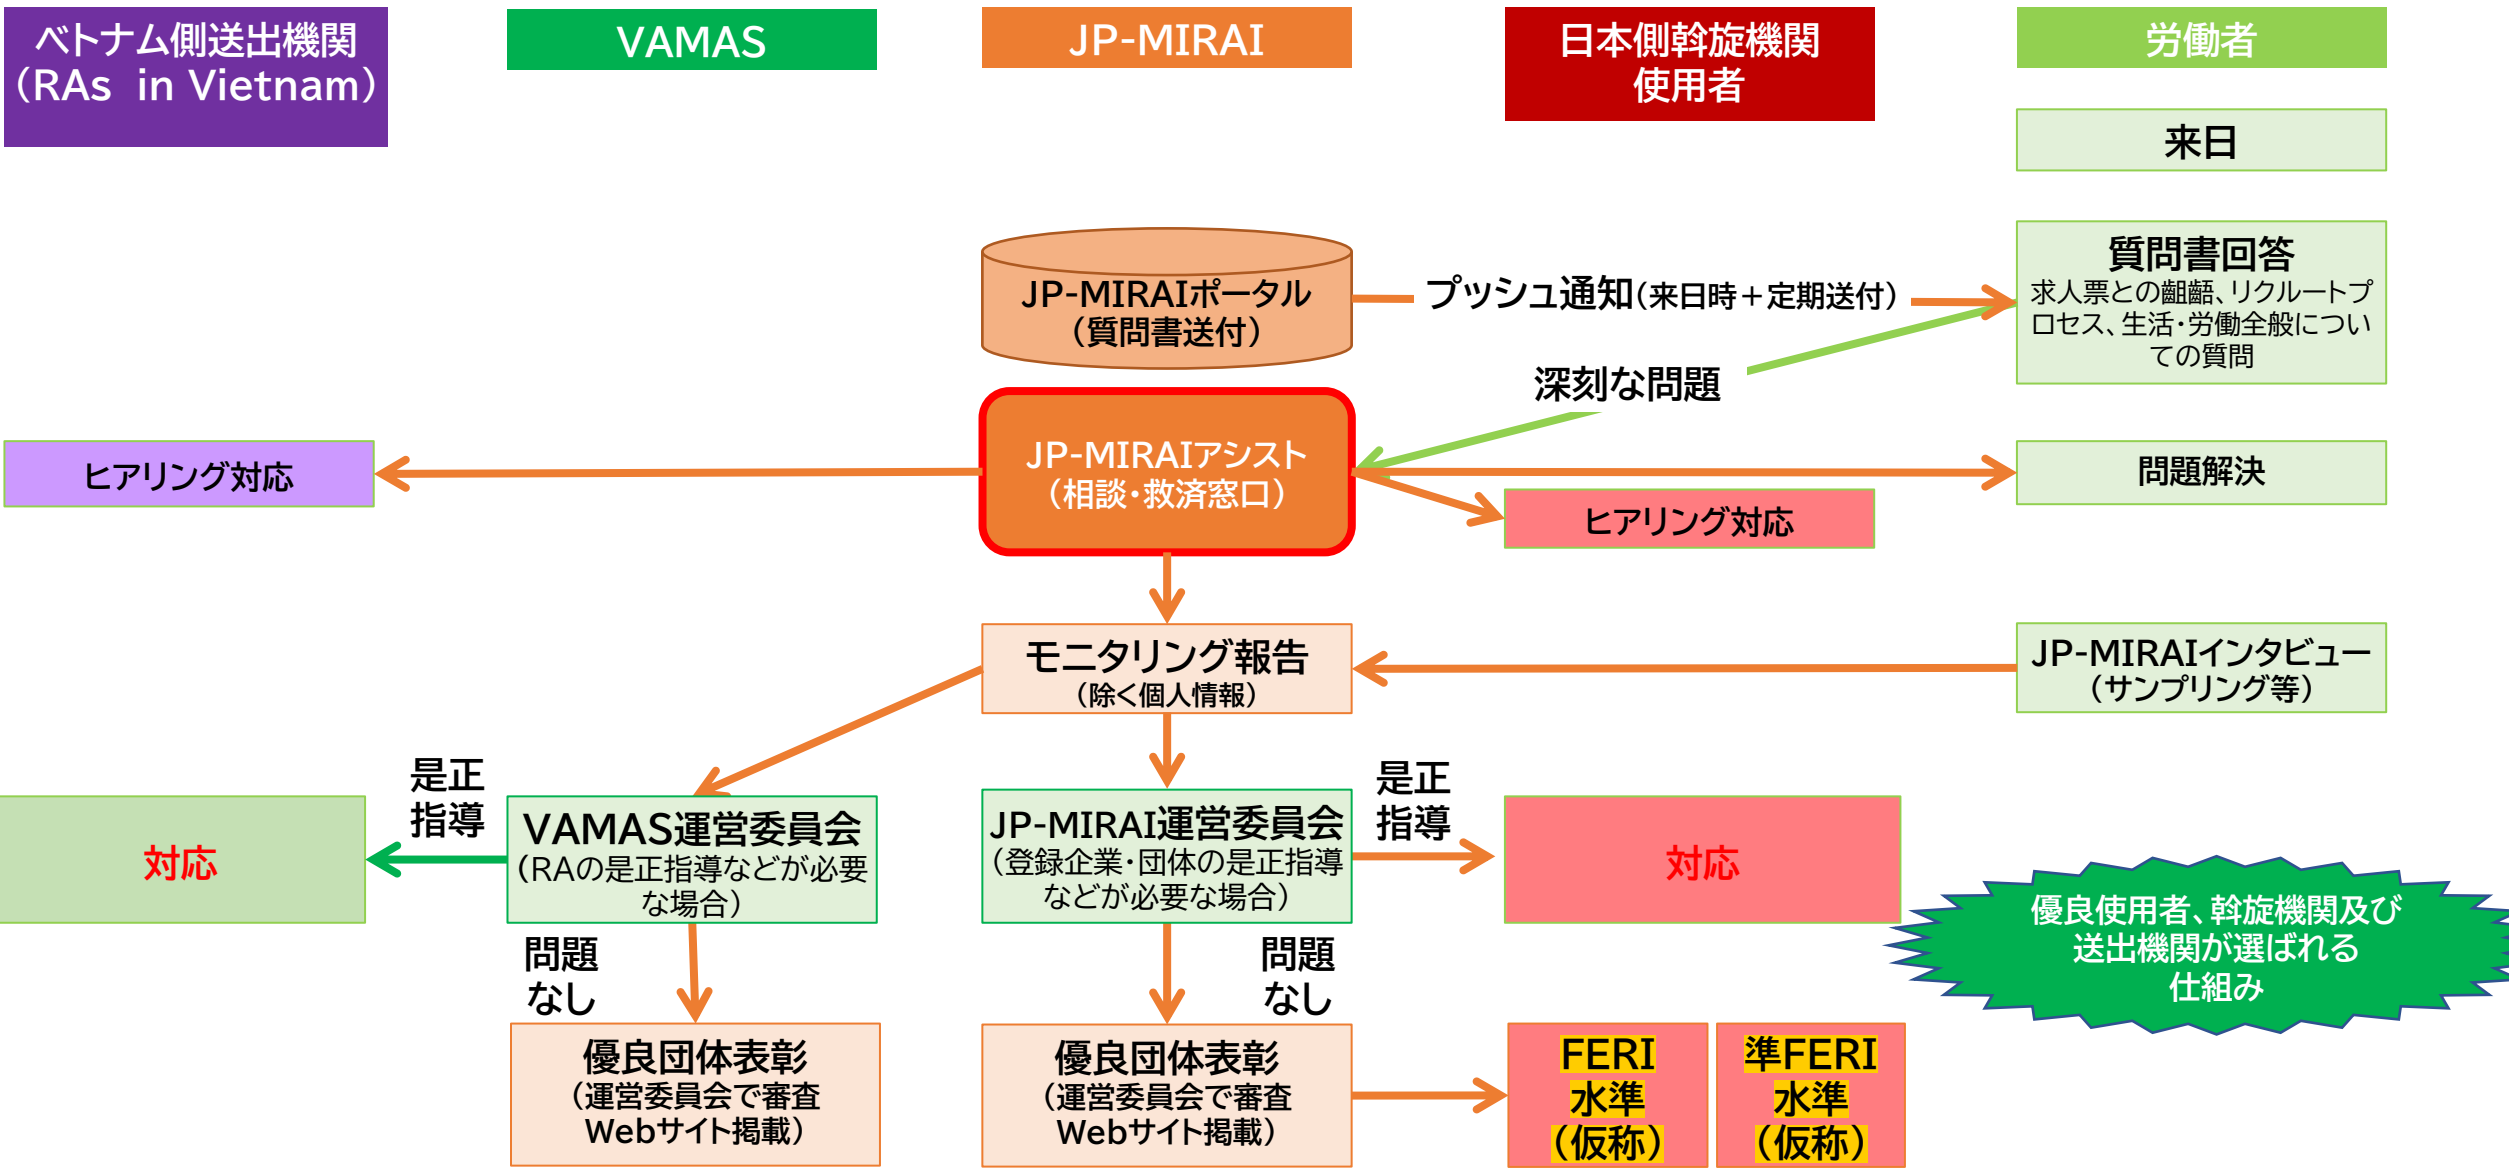 ベトナム側送出機関
（RAs in Vietnam）
VAMAS
JP-MIRAI
日本側斡旋機関
使用者
労働者
来日
JP-MIRAIポータル
（質問書送付）
プッシュ通知（来日時＋定期送付）
質問書回答
求人票との齟齬、リクルートプ
ロセス、生活・労働全般につい
ての質問
深刻な問題
ヒアリング対応
JP-MIRAIアシスト
（相談・救済窓口）
問題解決
ヒアリング対応
モニタリング報告
（除く個人情報）
JP-MIRAIインタビュー
（サンプリング等）
是正
指導
是正
指導
対応
VAMAS運営委員会
（RAの是正指導などが必要
な場合）
JP-MIRAI運営委員会
（登録企業・団体の是正指導
などが必要な場合）
対応
優良使用者、斡旋機関及び
送出機関が選ばれる
仕組み
問題
なし
問題
なし
優良団体表彰
（運営委員会で審査
Webサイト掲載）
優良団体表彰
（運営委員会で審査
Webサイト掲載）
FERI
水準
（仮称）
準FERI
水準
（仮称）